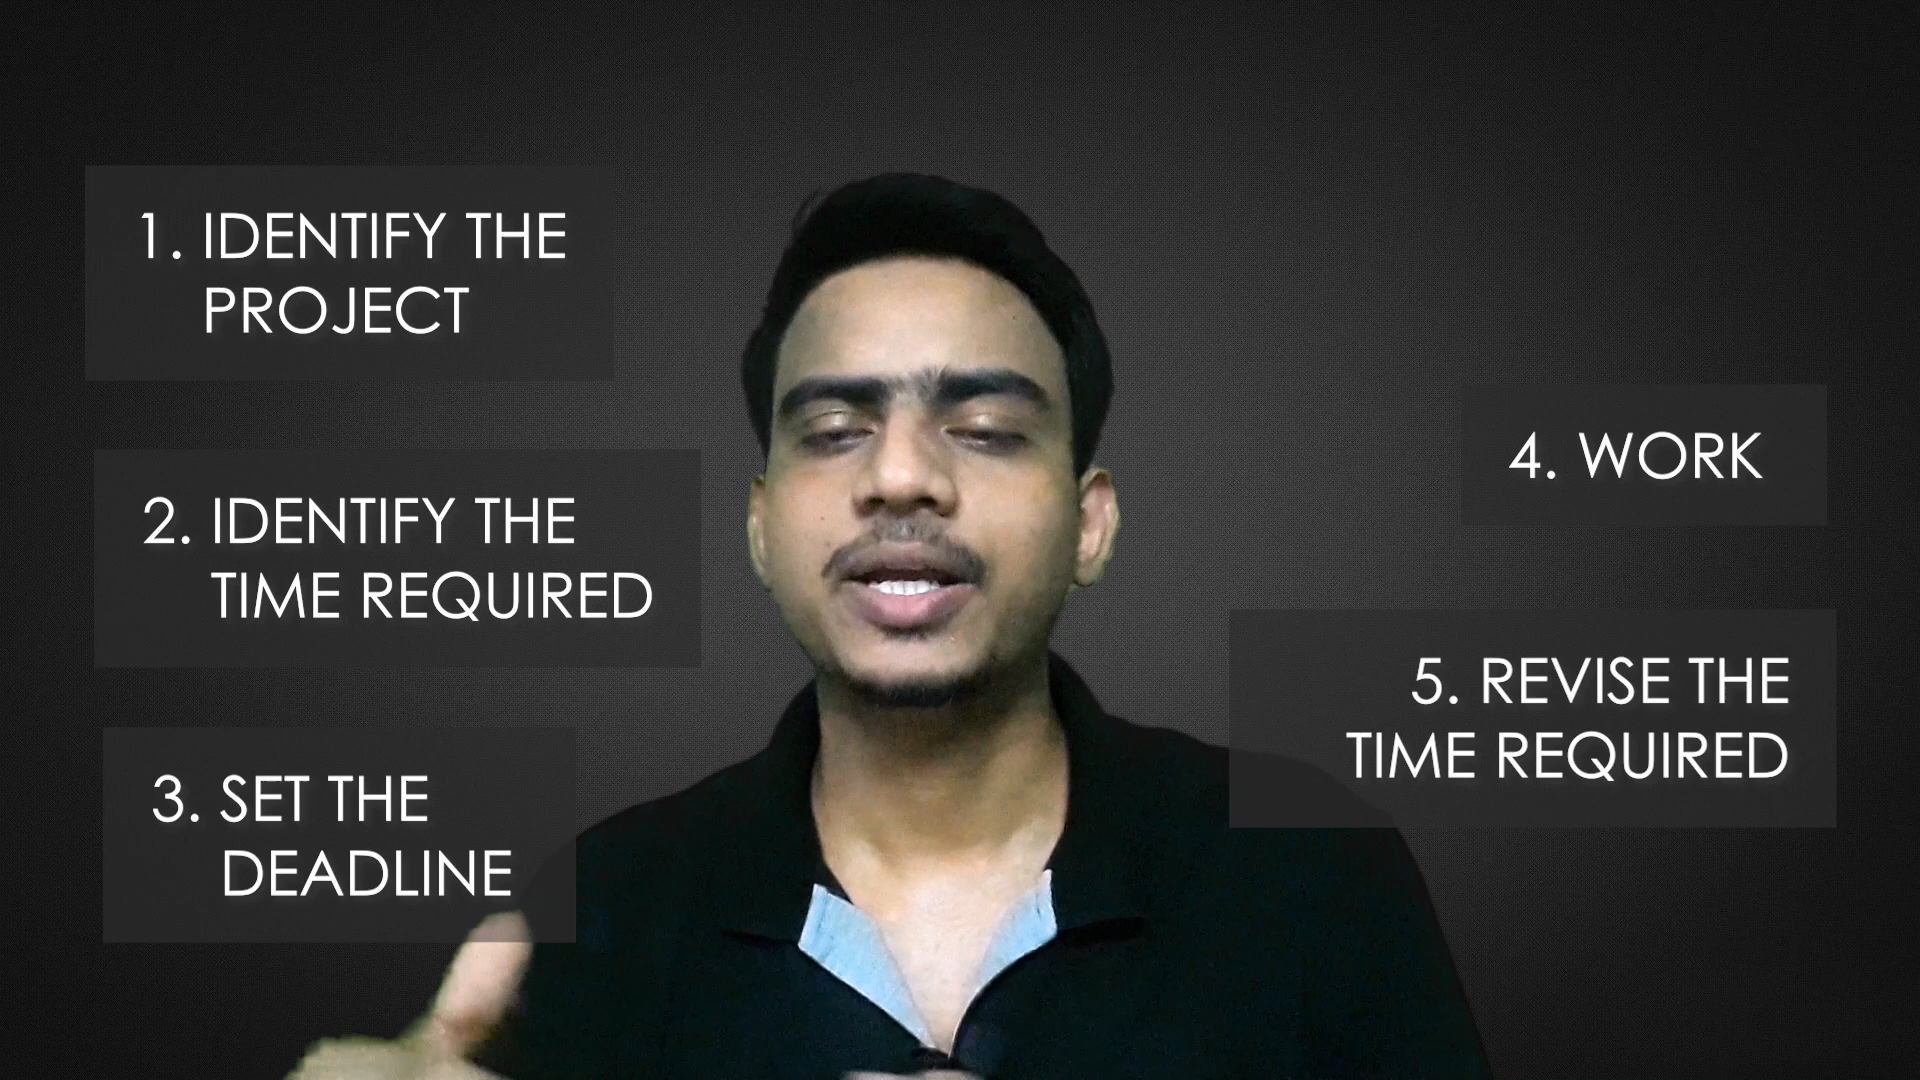 1. IDENTIFY THE
PROJECT
2. IDENTIFY THE
TIME REQUIRED
3. SET THE
DEADLINE
4. WORK
5. REVISE THE
TIME REQUIRED